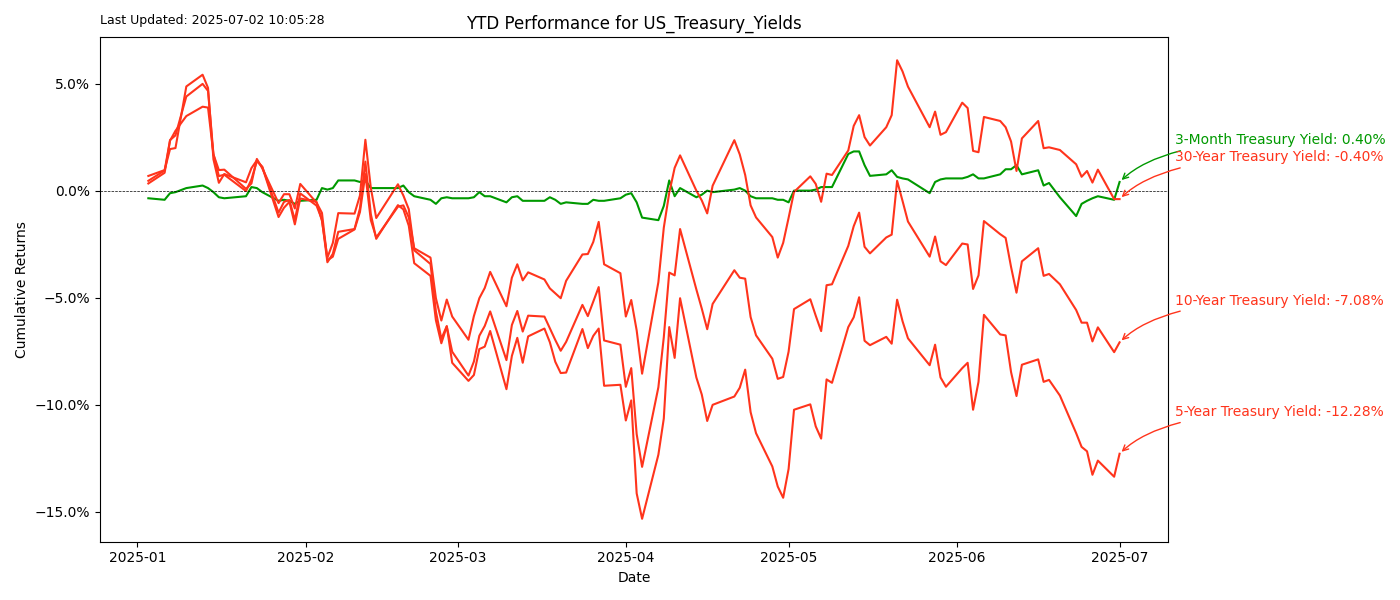 Last Updated: 2025-07-02 10:05:28
YTD Performance for US_Treasury_Yields
5.0%
0.0%
−5.0%
−10.0%
−15.0%
Cumulative Returns
3-Month Treasury Yield: 0.40%
30-Year Treasury Yield: -0.40%
10-Year Treasury Yield: -7.08%
5-Year Treasury Yield: -12.28%
2025-01
2025-02
2025-03
2025-04
2025-05
2025-06
2025-07
Date